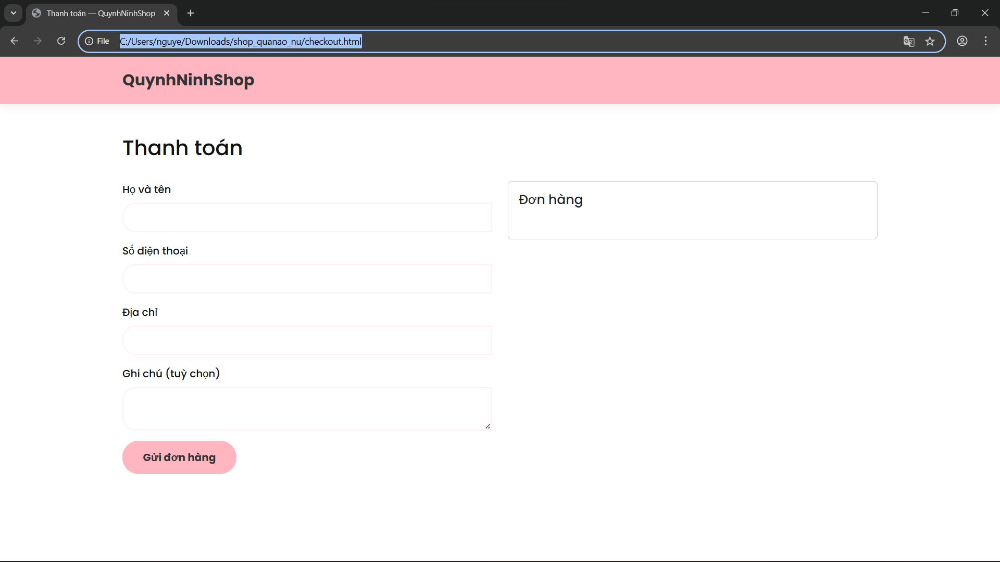 Thanh toán — QuynhNinhShop
File C:/Users/nguye/Downloads/shop_quanao_nu/checkout.html
QuynhNinhShop
Thanh toán
Họ và tên
Đơn hàng
Số điện thoại
Địa chỉ
Ghi chú (tuỳ chọn)
Gửi đơn hàng